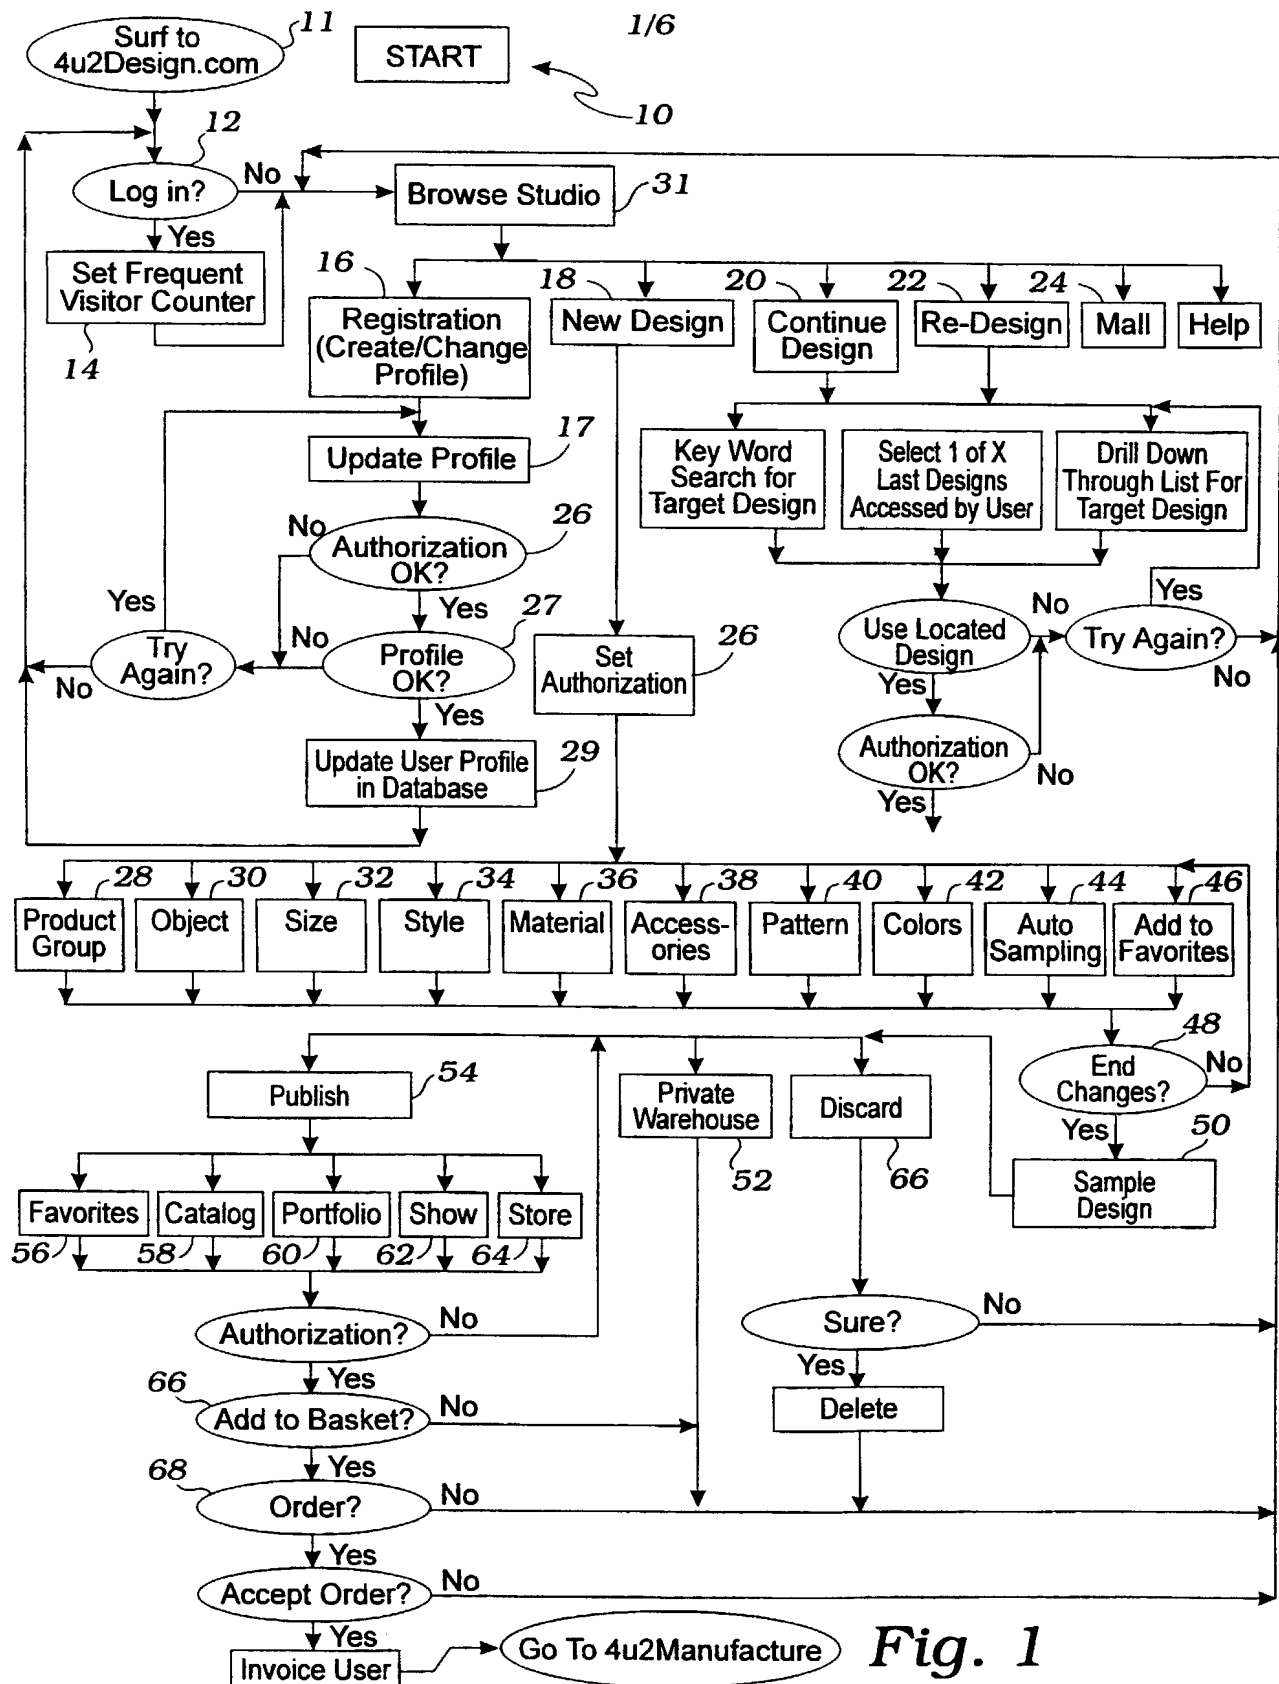 1/6
11
Surf to
4u2Design.com
START
10
12
Log in?
No
Yes
Browse Studio
31
Set Frequent
Visitor Counter
14
16
Registration
(Create/Change
Profile)
18
New Design
20
Continue
Design
22
Re-Design
24
Mall
Help
17
Update Profile
Key Word
Search for
Target Design
Select 1 of X
Last Designs
Accessed by User
Drill Down
Through List For
Target Design
No
Authorization
OK?
26
Yes
Yes
Try
Again?
No
No
Profile
OK?
27
Yes
Set
Authorization
26
Use Located
Design
No
Yes
Yes
Try Again?
No
Authorization
OK?
No
Yes
Update User Profile
in Database
29
28
Product
Group
30
Object
32
Size
34
Style
36
Material
38
Access-
ories
40
Pattern
42
Colors
44
Auto
Sampling
46
Add to
Favorites
48
End
Changes?
No
Yes
50
Sample
Design
Publish
54
Private
Warehouse
52
Discard
66
Favorites
56
Catalog
58
Portfolio
60
Show
62
Store
64
Authorization?
No
Yes
Sure?
No
Yes
Delete
66
Add to Basket?
No
Yes
68
Order?
No
Yes
Accept Order?
No
Yes
Invoice User
Go To 4u2Manufacture
Fig. 1